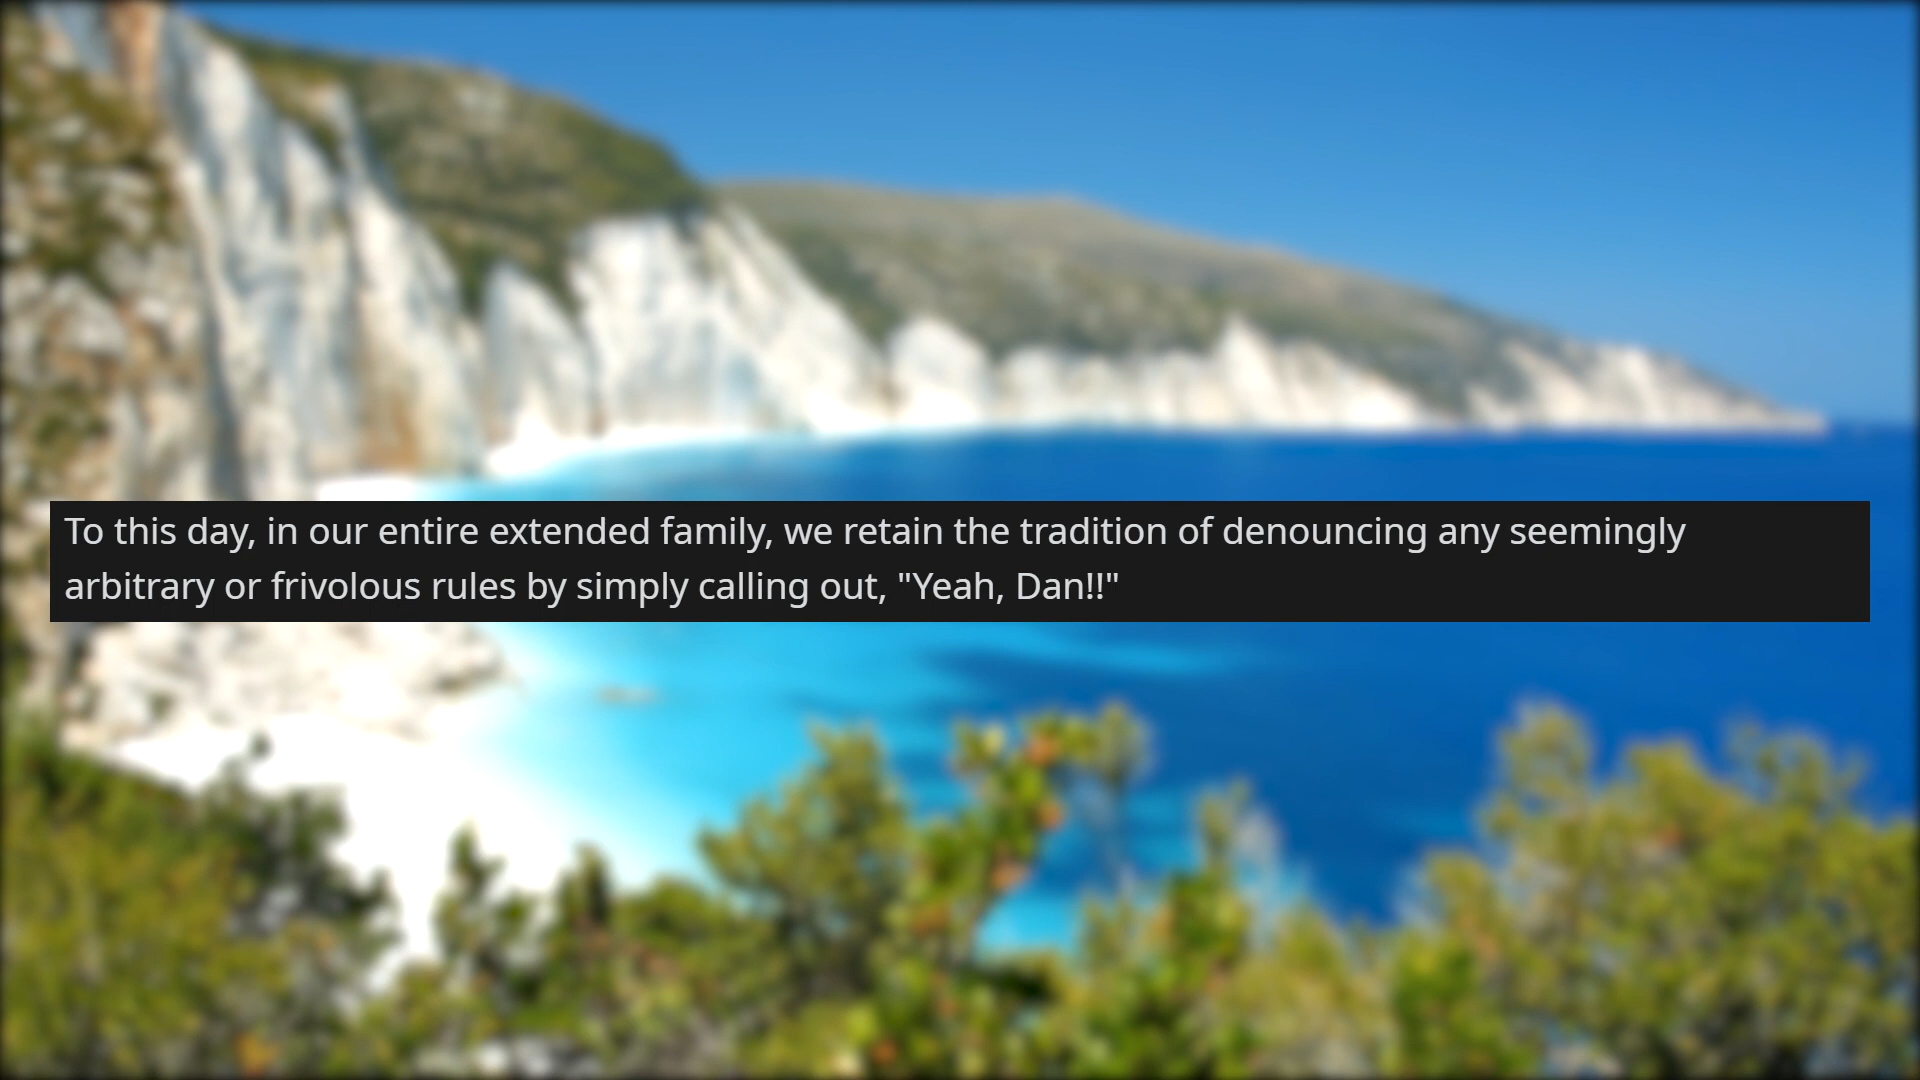 To this day, in our entire extended family, we retain the tradition of denouncing any seemingly
arbitrary or frivolous rules by simply calling out, "Yeah, Dan!!"